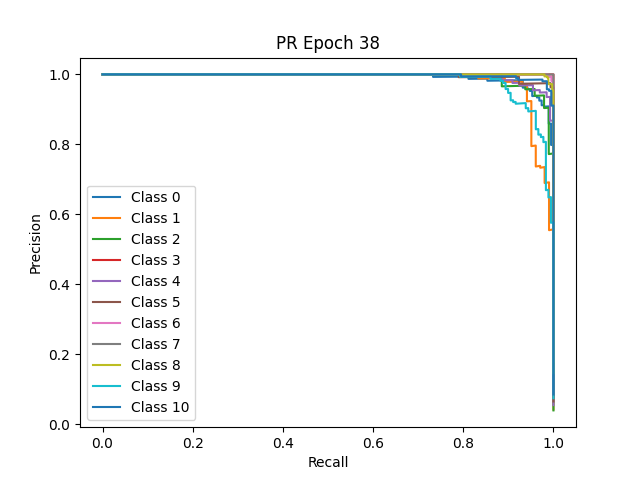 PR Epoch 38
Precision
1.0
0.8
0.6
0.4
0.2
0.0
Class 0
Class 1
Class 2
Class 3
Class 4
Class 5
Class 6
Class 7
Class 8
Class 9
Class 10
0.0 0.2 0.4 0.6 0.8 1.0
Recall